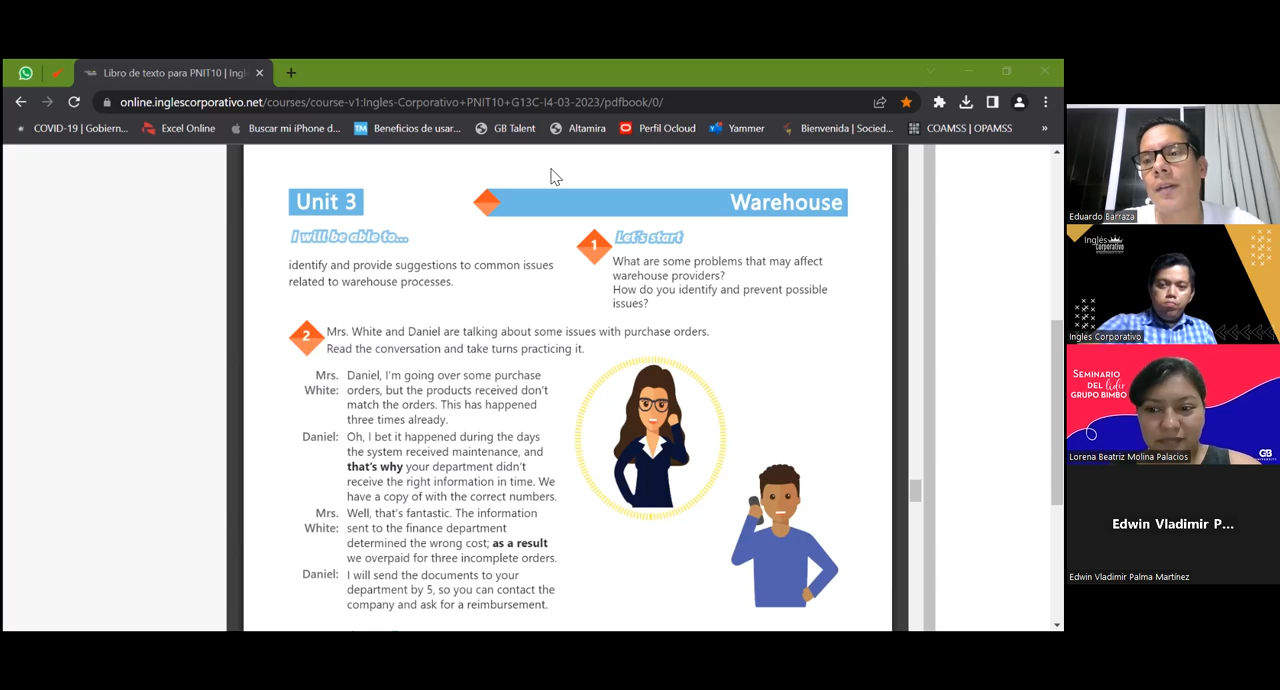 Libro de texto para PNIT10 | Ingl
online.inglescorporativo.net/courses/course-v1:Ingles-Corporativo+PNIT10+G13C-I4-03-2023/pdfbook/0/
COVID-19 | Gobiern... Excel Online Buscar mi iPhone d... TM Beneficios de usar... GB Talent Altamira Perfil Ocloud Yammer Bienvenida | Socied... COAMSS | OPAMSS »
Unit 3 Warehouse
I will be able to...
identify and provide suggestions to common issues
related to warehouse processes.
1 Let's start
What are some problems that may affect
warehouse providers?
How do you identify and prevent possible
issues?
2 Mrs. White and Daniel are talking about some issues with purchase orders.
Read the conversation and take turns practicing it.
Mrs. Daniel, I'm going over some purchase
White: orders, but the products received don't
match the orders. This has happened
three times already.
Daniel: Oh, I bet it happened during the days
the system received maintenance, and
that's why your department didn't
receive the right information in time. We
have a copy of with the correct numbers.
Mrs. Well, that's fantastic. The information
White: sent to the finance department
determined the wrong cost; as a result
we overpaid for three incomplete orders.
Daniel: I will send the documents to your
department by 5, so you can contact the
company and ask for a reimbursement.
Eduardo Barraza
Inglés
Corporativo
Inglés Corporativo
SEMINARIO
DEL líder
GRUPO BIMBO
GB
Lorena Beatriz Molina Palacios
Edwin Vladimir P...
Edwin Vladimir Palma Martínez